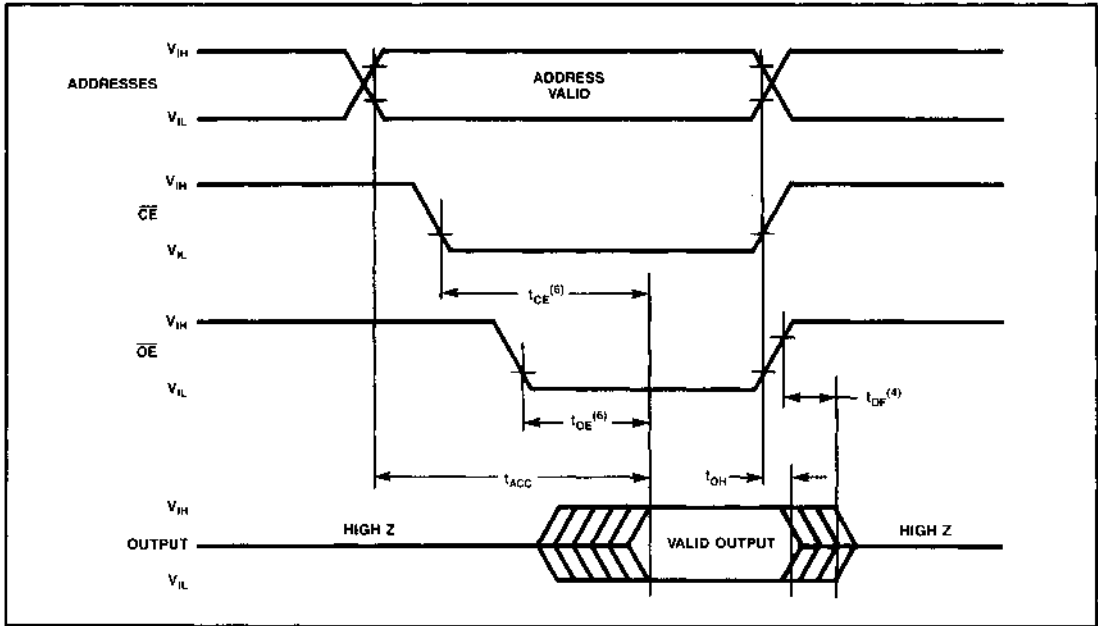 V_IH
ADDRESSES
ADDRESS
VALID
V_IL
V_IH
CE
V_IL
t_CE(6)
V_IH
OE
V_IL
t_DF(4)
t_OE(6)
t_ACC
t_OH
V_IH
HIGH Z
OUTPUT
VALID OUTPUT
HIGH Z
V_IL